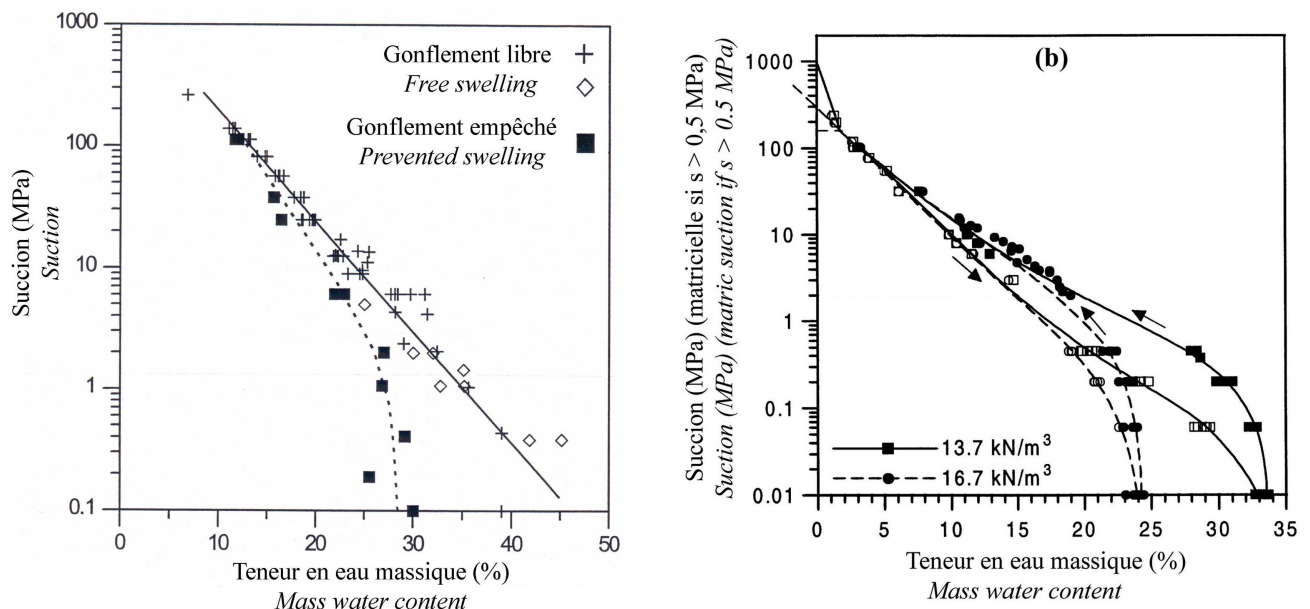 1000
100
10
1
0.1
Succion (MPa)
Suction
Gonflement libre
Free swelling
Gonflement empêché
Prevented swelling
0
10
20
30
40
50
Teneur en eau massique (%)
Mass water content
(b)
Succion (MPa) (matricielle si s > 0,5 MPa)
Suction (MPa) (matric suction if s > 0.5 MPa)
1000
100
10
1
0.1
0.01
13.7 kN/m³
16.7 kN/m³
0
5
10
15
20
25
30
35
Teneur en eau massique (%)
Mass water content